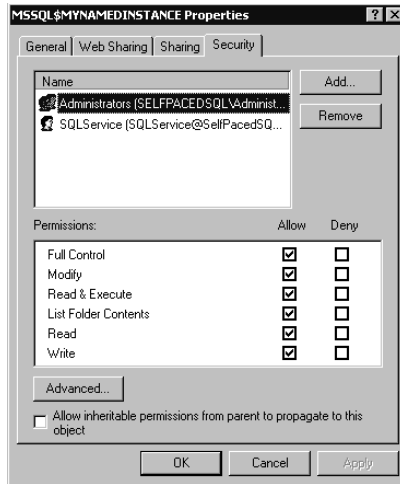 MSSQL$MYNAMEDINSTANCE Properties
General Web Sharing Sharing Security
Name
Add...
Administrators (SELFPACEDSQL\Administ...
Remove
SQLService (SQLService@SelfPacedSQ...
Permissions: Allow Deny
Full Control
Modify
Read & Execute
List Folder Contents
Read
Write
Advanced...
Allow inheritable permissions from parent to propagate to this
object
OK Cancel Apply